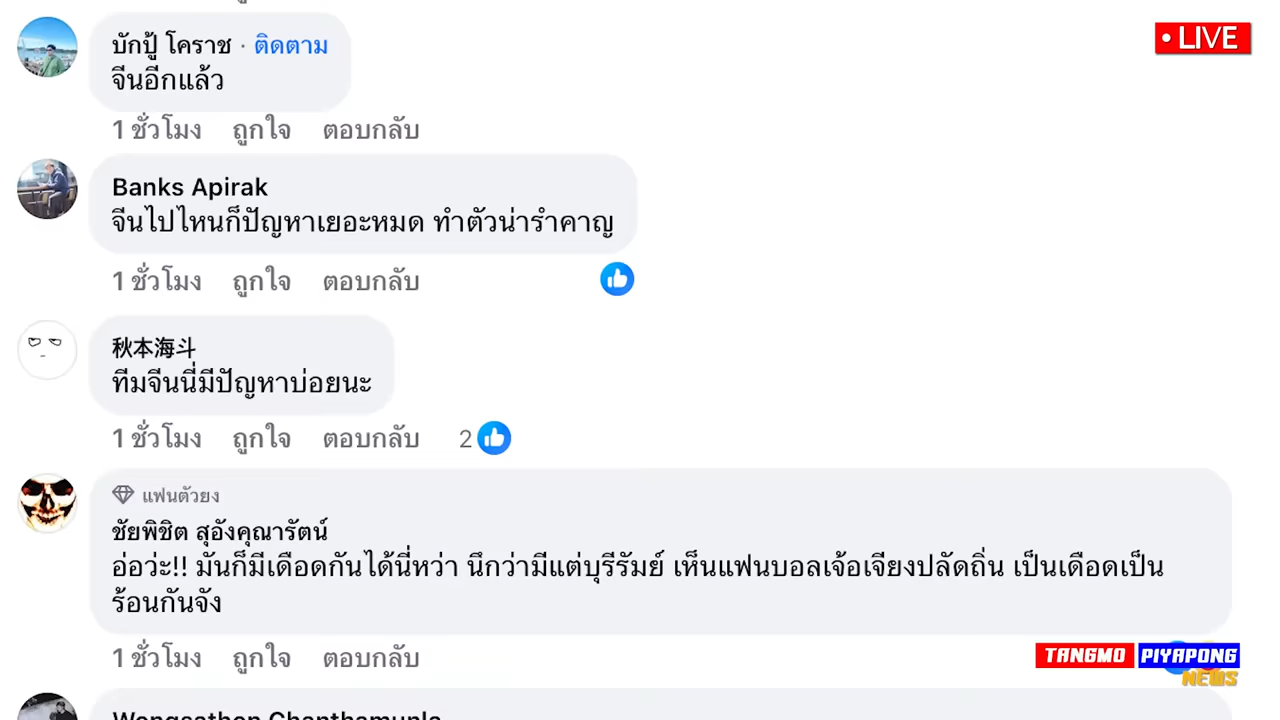 บักปู้ โคราช · ติดตาม
จีนอีกแล้ว
1 ชั่วโมง ถูกใจ ตอบกลับ
Banks Apirak
จีนไปไหนก็ปัญหาเยอะหมด ทำตัวน่ารำคาญ
1 ชั่วโมง ถูกใจ ตอบกลับ
秋本海斗
ทีมจีนนี่มีปัญหาบ่อยนะ
1 ชั่วโมง ถูกใจ ตอบกลับ 2
แฟนตัวยง
ชัยพิชิต สุอังคุณารัตน์
อ่อว่ะ!! มันก็มีเดือดกันได้นี่หว่า นึกว่ามีแต่บุรีรัมย์ เห็นแฟนบอลเจ้อเจียงปลัดถิ่น เป็นเดือดเป็น
ร้อนกันจัง
1 ชั่วโมง ถูกใจ ตอบกลับ
Wongsathon Chanthamunla
• LIVE
TANGMO PIYAPONG
NEWS